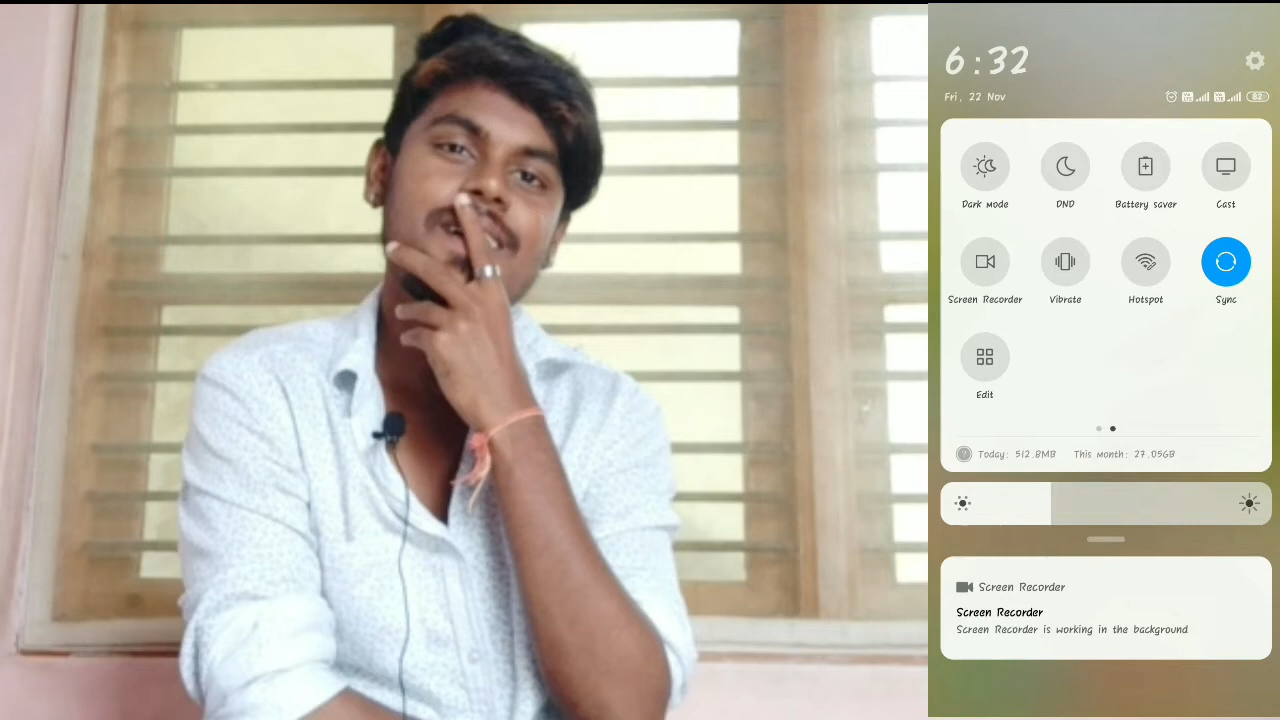 6:32
Fri, 22 Nov
82
Dark mode
DND
Battery saver
Cast
Screen Recorder
Vibrate
Hotspot
Sync
Edit
Today: 512.8MB This month: 27.05GB
Screen Recorder
Screen Recorder
Screen Recorder is working in the background